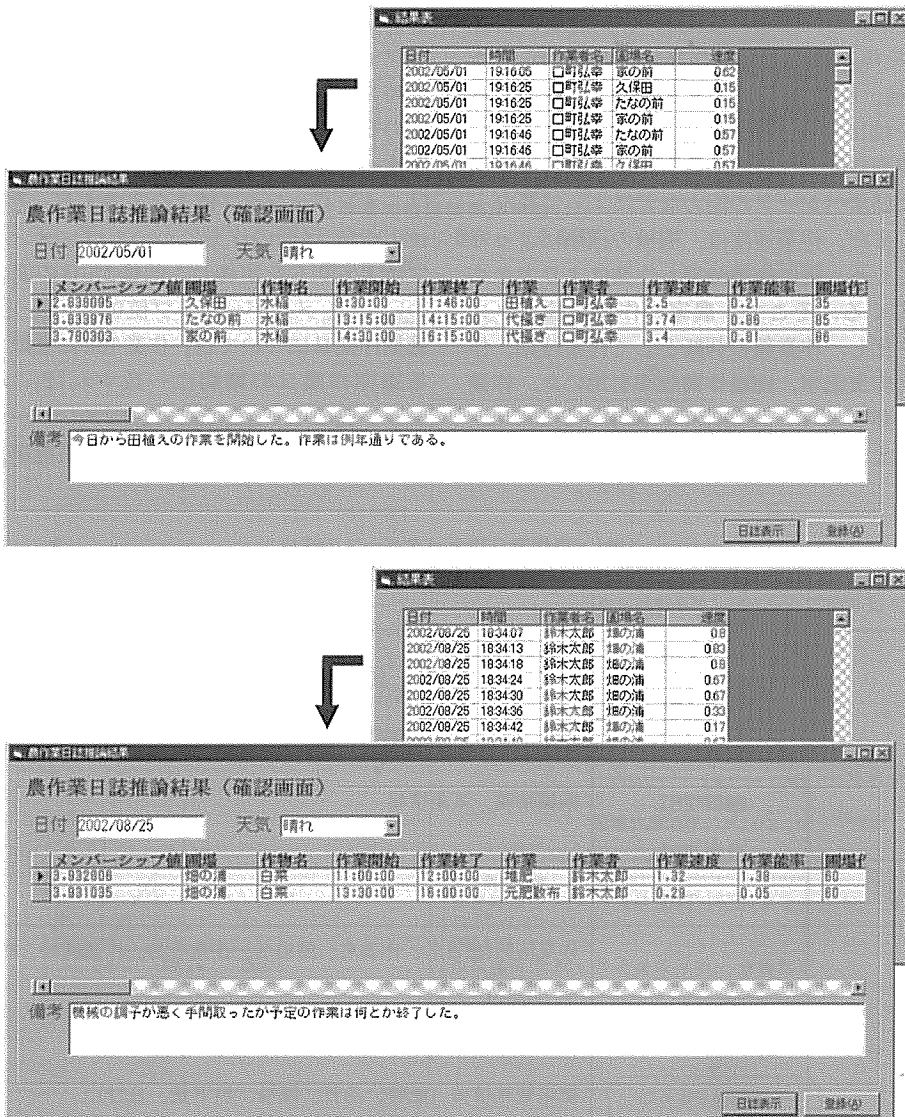 結果表
日付 時間 作業者名 圃場名 速度
2002/05/01 19:16:05 口町弘幸 家の前 0.62
2002/05/01 19:16:25 口町弘幸 久保田 0.15
2002/05/01 19:16:25 口町弘幸 たなの前 0.15
2002/05/01 19:16:25 口町弘幸 家の前 0.15
2002/05/01 19:16:46 口町弘幸 たなの前 0.57
2002/05/01 19:16:46 口町弘幸 家の前 0.57
2002/05/01 19:16:46 口町弘幸 久保田 0.57
農作業日誌推論結果
農作業日誌推論結果(確認画面)
日付 2002/05/01 天気 晴れ
メンバーシップ値 圃場 作物名 作業開始 作業終了 作業 作業者 作業速度 作業能率 圃場作
久保田 水稲 9:30:00 11:46:00 田植え 口町弘幸 2.5 0.21 35
たなの前 水稲 13:15:00 14:15:00 代掻き 口町弘幸 3.74
家の前 水稲 14:30:00 16:15:00 代掻き 口町弘幸 3.4
備考 今日から田植えの作業を開始した。作業は例年通りである。
日誌表示 登録(A)
結果表
日付 時間 作業者名 圃場名 速度
2002/08/25 18:34:07 鈴木太郎 畑の浦 0.8
2002/08/25 18:34:13 鈴木太郎 畑の浦 0.83
2002/08/25 18:34:18 鈴木太郎 畑の浦 0.8
2002/08/25 18:34:24 鈴木太郎 畑の浦 0.67
2002/08/25 18:34:30 鈴木太郎 畑の浦 0.67
2002/08/25 18:34:36 鈴木太郎 畑の浦 0.33
2002/08/25 18:34:42 鈴木太郎 畑の浦 0.17
農作業日誌推論結果
農作業日誌推論結果(確認画面)
日付 2002/08/25 天気 晴れ
メンバーシップ値 圃場 作物名 作業開始 作業終了 作業 作業者 作業速度 作業能率 圃場作
畑の浦 白菜 11:00:00 12:00:00 堆肥 鈴木太郎 1.32
3.931035 畑の浦 白菜 13:30:00 元肥散布 鈴木太郎 0.29 0.05
備考 機械の調子が悪く手間取ったが予定の作業は何とか終了した。
日誌表示 登録(A)